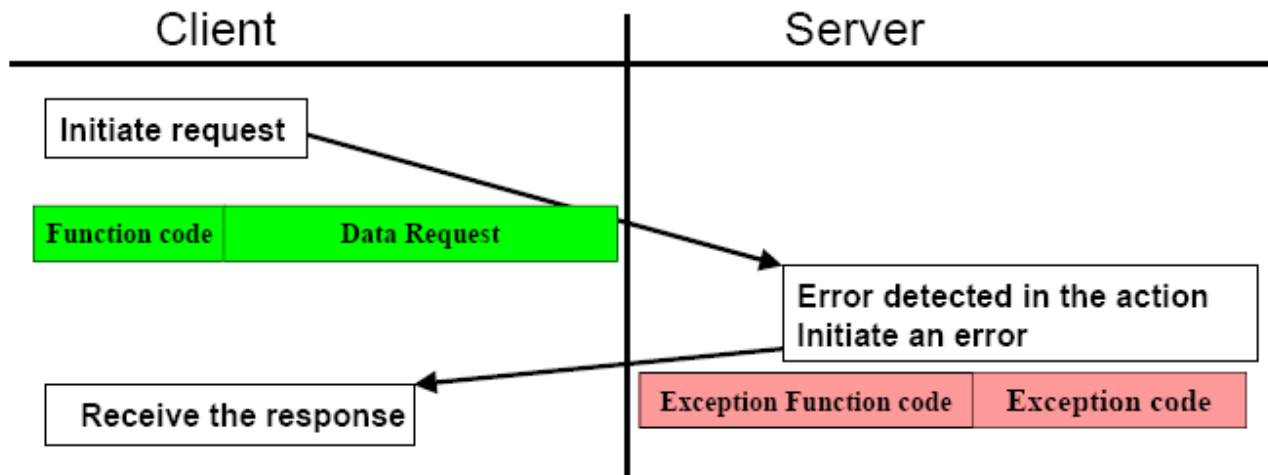 Client
Server
Initiate request
Function code
Data Request
Error detected in the action
Initiate an error
Exception Function code
Exception code
Receive the response